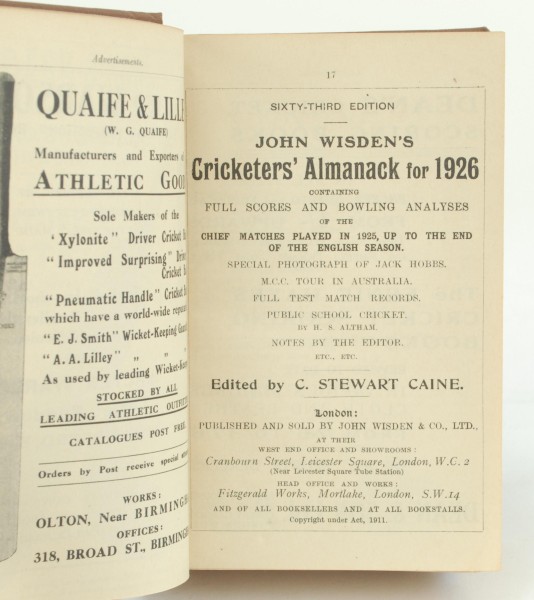 Advertisements.
QUAIFE & LILLE
(W. G. QUAIFE)
Manufacturers and Exporters of
ATHLETIC GOO
Sole Makers of the
"Xylonite" Driver Cricket
"Improved Surprising" Driv
Cricket
"Pneumatic Handle" Cricket
which have a world-wide
"E. J. Smith" Wicket-Keeping
"A. A. Lilley" " "
As used by leading
STOCKED BY ALL
LEADING ATHLETIC
CATALOGUES POST FREE.
Orders by Post receive special
WORKS:
OLTON, Near BIRMINGHA
OFFICES:
318, BROAD ST., BIRMING
17
SIXTY-THIRD EDITION
JOHN WISDEN'S
Cricketers' Almanack for 1926
CONTAINING
FULL SCORES AND BOWLING ANALYSES
OF THE
CHIEF MATCHES PLAYED IN 1925, UP TO THE END
OF THE ENGLISH SEASON.
SPECIAL PHOTOGRAPH OF JACK HOBBS.
M.C.C. TOUR IN AUSTRALIA.
FULL TEST MATCH RECORDS.
PUBLIC SCHOOL CRICKET.
BY H. S. ALTHAM.
NOTES BY THE EDITOR.
ETC., ETC.
Edited by C. STEWART CAINE.
London:
PUBLISHED AND SOLD BY JOHN WISDEN & CO., LTD.,
AT THEIR
WEST END OFFICE AND SHOWROOMS:
Cranbourn Street, Leicester Square, London, W.C. 2
(Near Leicester Square Tube Station)
HEAD OFFICE AND WORKS:
Fitzgerald Works, Mortlake, London, S.W.14
AND OF ALL BOOKSELLERS AND AT ALL BOOKSTALLS.
Copyright under Act, 1911.